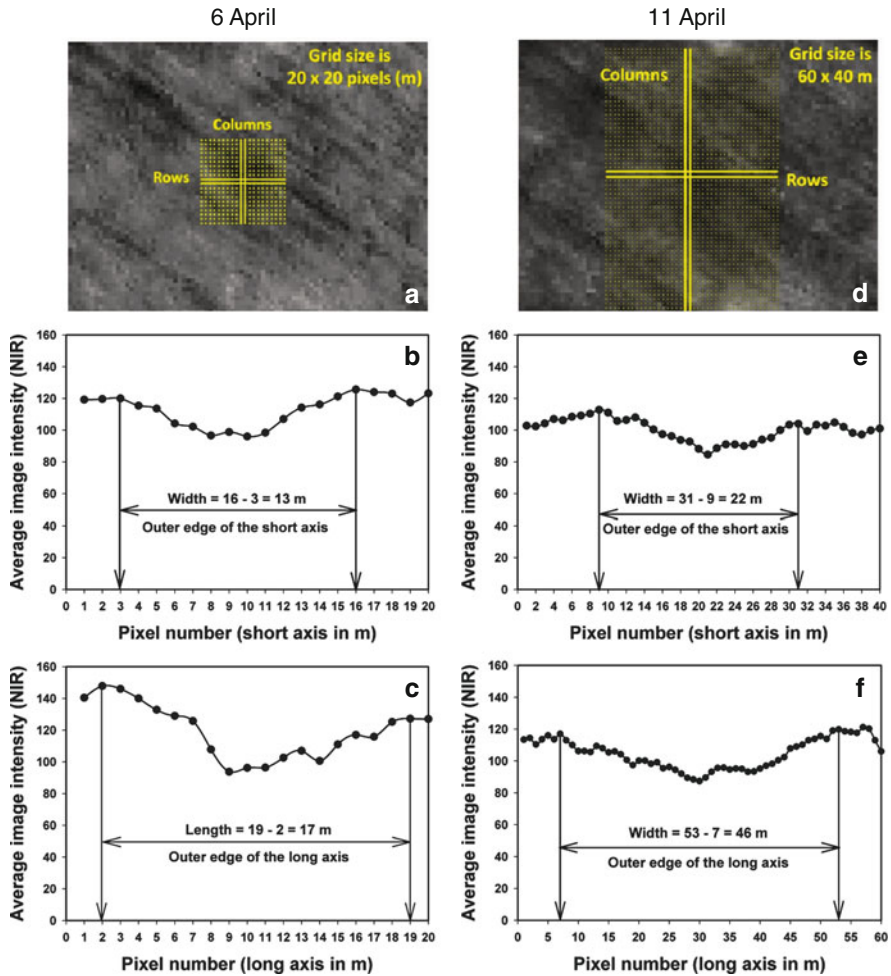 6 April
11 April
Grid size is
20 x 20 pixels (m)
Columns
Rows
a
Grid size is
60 x 40 m
Columns
Rows
d
b
Average image intensity (NIR)
160
140
120
100
80
60
40
20
0
Width = 16 - 3 = 13 m
Outer edge of the short axis
0 1 2 3 4 5 6 7 8 9 10 11 12 13 14 15 16 17 18 19 20
Pixel number (short axis in m)
e
Average image intensity (NIR)
160
140
120
100
80
60
40
20
0
Width = 31 - 9 = 22 m
Outer edge of the short axis
0 2 4 6 8 10 12 14 16 18 20 22 24 26 28 30 32 34 36 38 40
Pixel number (short axis in m)
c
Average image intensity (NIR)
160
140
120
100
80
60
40
20
0
Length = 19 - 2 = 17 m
Outer edge of the long axis
0 1 2 3 4 5 6 7 8 9 10 11 12 13 14 15 16 17 18 19 20
Pixel number (long axis in m)
f
Average image intensity (NIR)
160
140
120
100
80
60
40
20
0
Width = 53 - 7 = 46 m
Outer edge of the long axis
0 5 10 15 20 25 30 35 40 45 50 55 60
Pixel number (long axis in m)